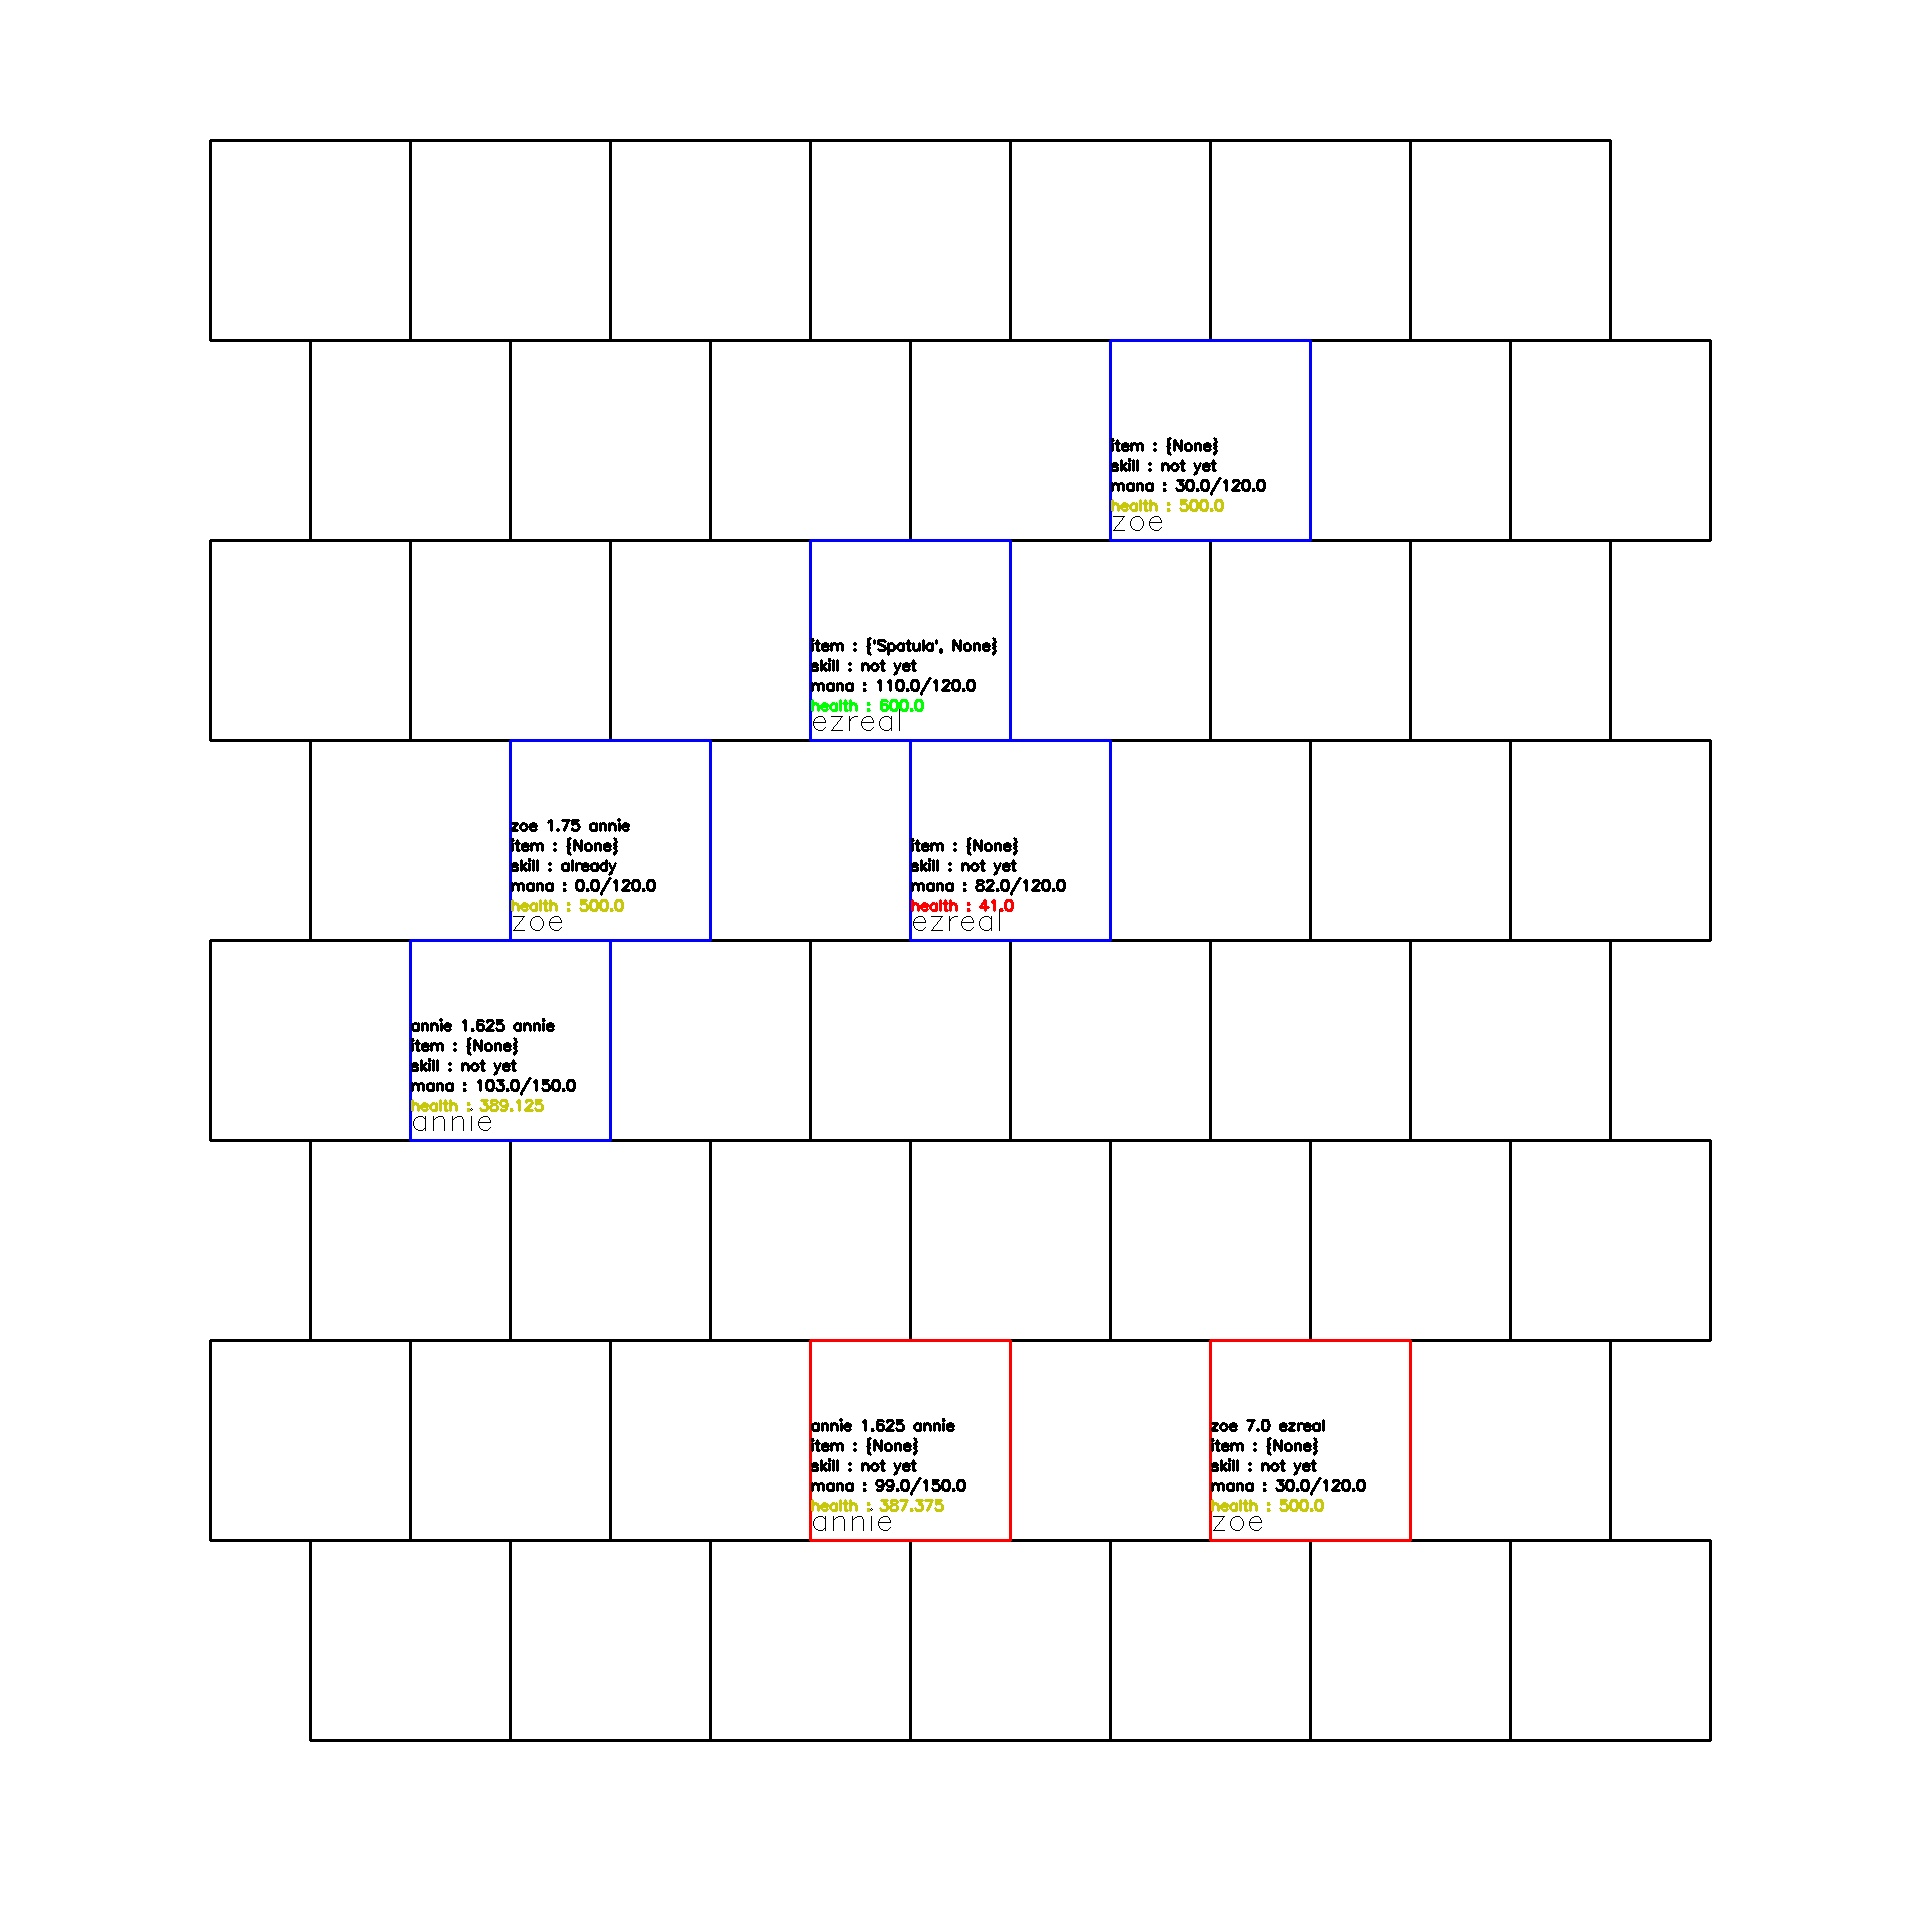 item : {None}
skill : not yet
mana : 30.0/120.0
health : 500.0
zoe
item : {'Spatula', None}
skill : not yet
mana : 110.0/120.0
health : 600.0
ezreal
zoe 1.75 annie
item : {None}
skill : already
mana : 0.0/120.0
health : 500.0
zoe
item : {None}
skill : not yet
mana : 82.0/120.0
health : 41.0
ezreal
annie 1.625 annie
item : {None}
skill : not yet
mana : 103.0/150.0
health : 389.125
annie
annie 1.625 annie
item : {None}
skill : not yet
mana : 99.0/150.0
health : 387.375
annie
zoe 7.0 ezreal
item : {None}
skill : not yet
mana : 30.0/120.0
health : 500.0
zoe